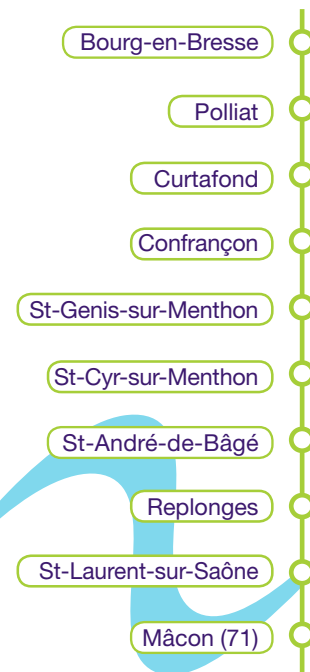 Bourg-en-Bresse
Polliat
Curtafond
Confrançon
St-Genis-sur-Menthon
St-Cyr-sur-Menthon
St-André-de-Bâgé
Replonges
St-Laurent-sur-Saône
Mâcon (71)